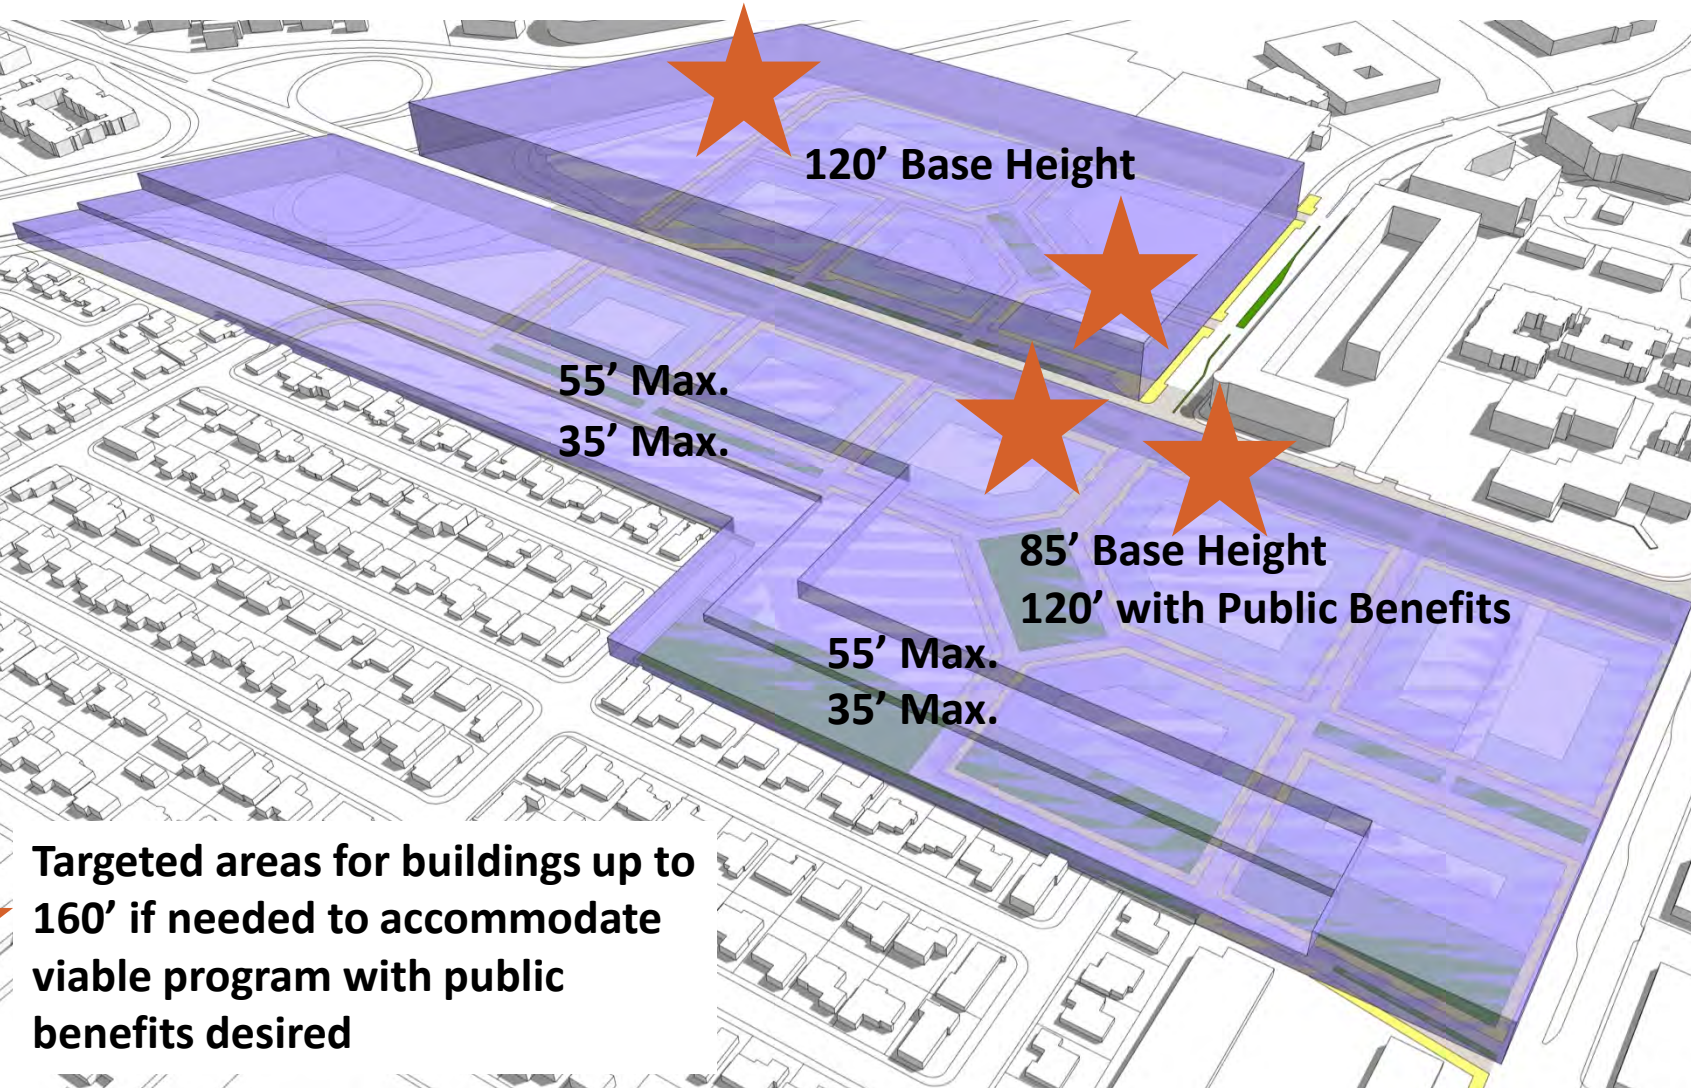 120’ Base Height
55’ Max.
35’ Max.
85’ Base Height
120’ with Public Benefits
55’ Max.
35’ Max.
Targeted areas for buildings up to
160’ if needed to accommodate
viable program with public
benefits desired